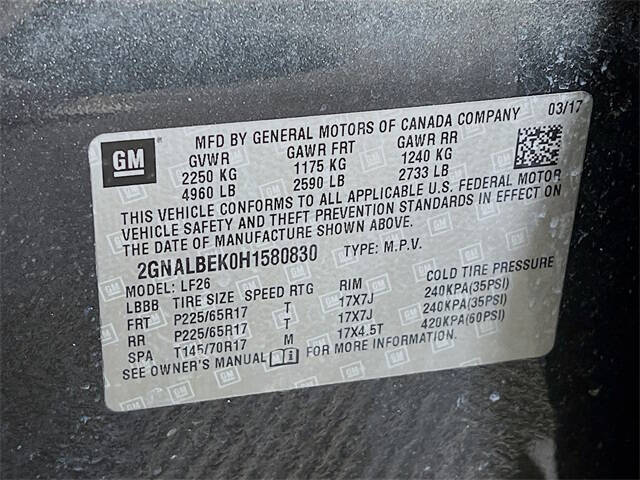 03/17
MFD BY GENERAL MOTORS OF CANADA COMPANY
GM
GVWR GAWR FRT GAWR RR
2250 KG 1175 KG 1240 KG
4960 LB 2590 LB 2733 LB
THIS VEHICLE CONFORMS TO ALL APPLICABLE U.S. FEDERAL MOTOR
VEHICLE SAFETY AND THEFT PREVENTION STANDARDS IN EFFECT ON
THE DATE OF MANUFACTURE SHOWN ABOVE.
2GNALBEK0H1580830 TYPE: M.P.V.
MODEL: LF26
LBBB TIRE SIZE SPEED RTG RIM COLD TIRE PRESSURE
FRT P225/65R17 T 17X7J 240KPA(35PSI)
RR P225/65R17 T 17X7J 240KPA(35PSI)
SPA T145/70R17 M 17X4.5T 420KPA(60PSI)
SEE OWNER'S MANUAL FOR MORE INFORMATION.